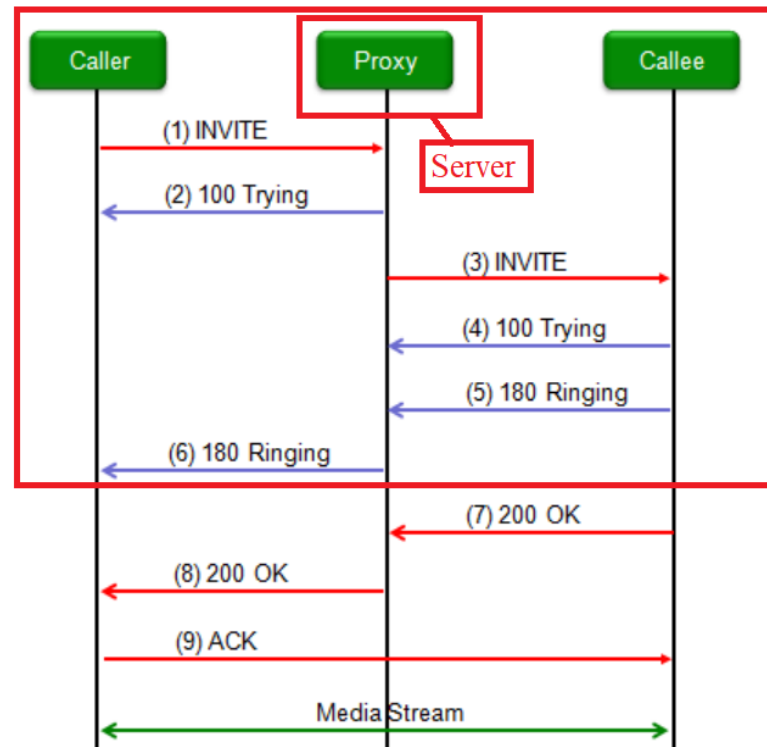 Caller Proxy Callee
(1) INVITE
Server
(2) 100 Trying
(3) INVITE
(4) 100 Trying
(5) 180 Ringing
(6) 180 Ringing
(7) 200 OK
(8) 200 OK
(9) ACK
Media Stream